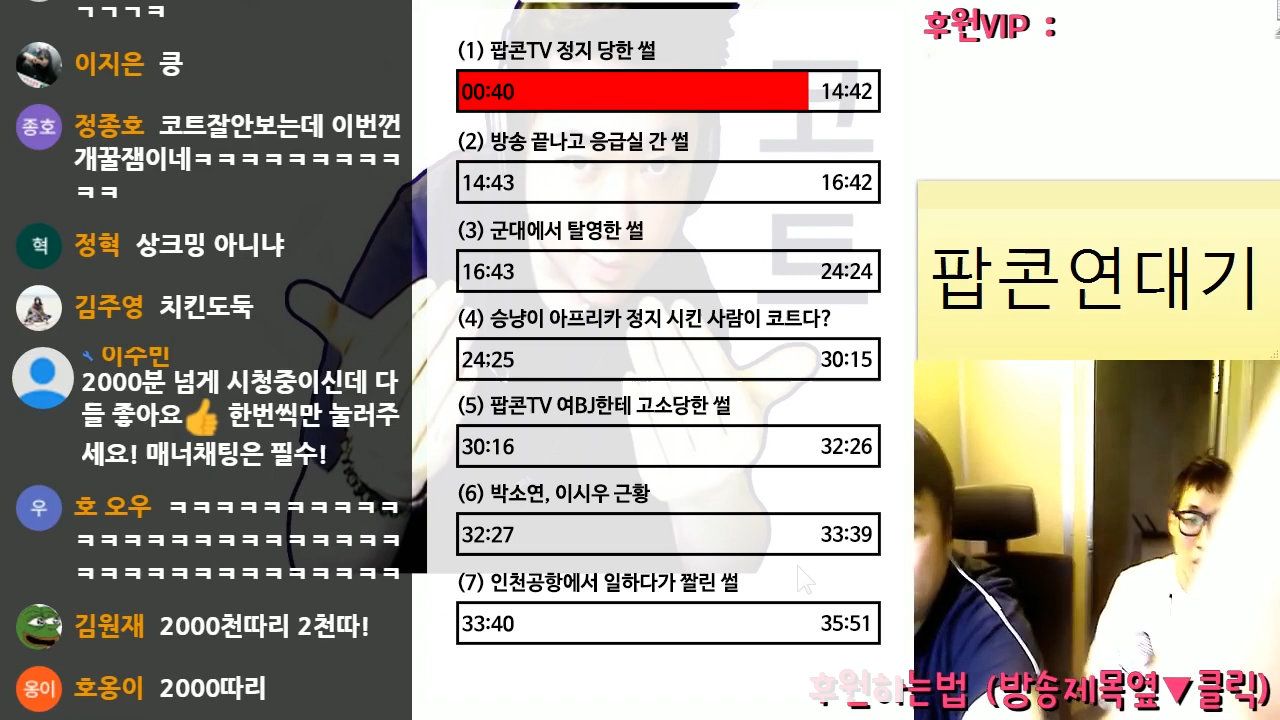 ㄱㄱㄱㅋ
이지은 킁
종호 정종호 코트잘안보는데 이번껀
개꿀잼이네ㅋㅋㅋㅋㅋㅋㅋㅋㅋ
ㅋㅋ
혁 정혁 상크밍 아니냐
김주영 치킨도둑
이수민
2000분 넘게 시청중이신데 다
들 좋아요👍 한번씩만 눌러주
세요! 매너채팅은 필수!
우 호 오우 ㅋㅋㅋㅋㅋㅋㅋㅋㅋㅋ
ㅋㅋㅋㅋㅋㅋㅋㅋㅋㅋㅋㅋㅋㅋ
ㅋㅋㅋㅋㅋㅋㅋㅋㅋㅋㅋㅋㅋㅋ
김원재 2000천따리 2천따!
옹이 호옹이 2000따리
(1) 팝콘TV 정지 당한 썰
00:40 14:42
(2) 방송 끝나고 응급실 간 썰
14:43 16:42
(3) 군대에서 탈영한 썰
16:43 24:24
(4) 승냥이 아프리카 정지 시킨 사람이 코트다?
24:25 30:15
(5) 팝콘TV 여BJ한테 고소당한 썰
30:16 32:26
(6) 박소연, 이시우 근황
32:27 33:39
(7) 인천공항에서 일하다가 짤린 썰
33:40 35:51
코트
후원VIP :
팝콘연대기
후원하는법 (방송제목옆▼클릭)